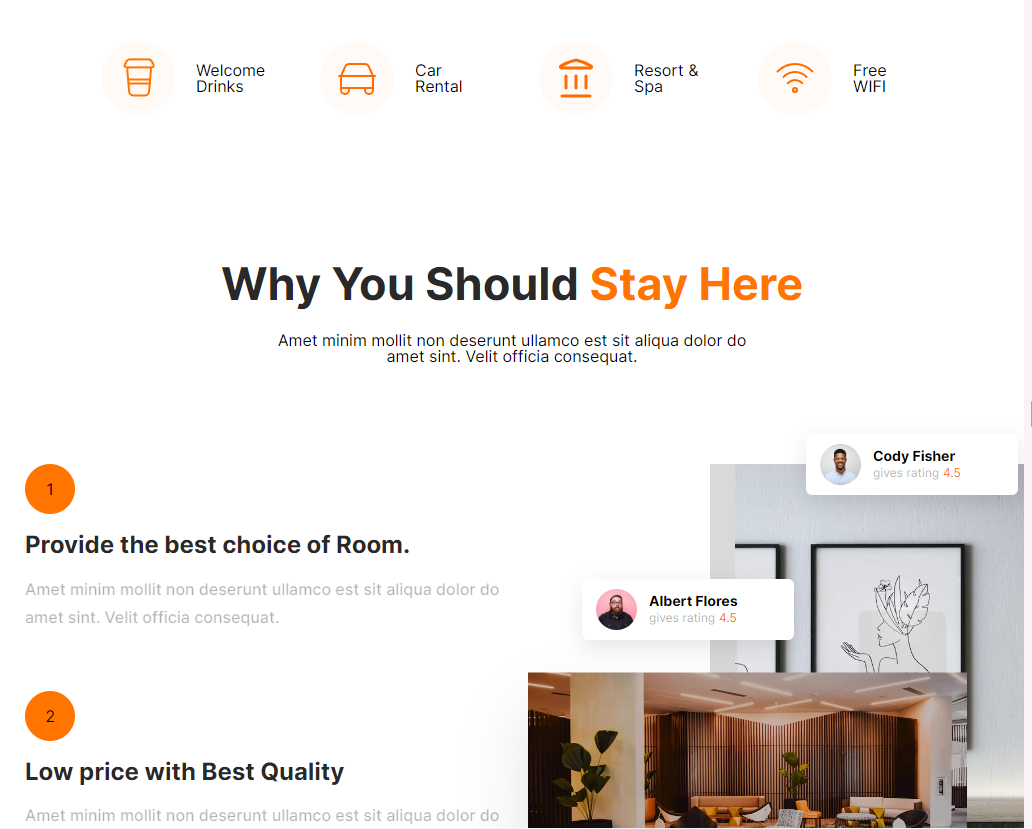 Welcome
Drinks
Car
Rental
Resort &
Spa
Free
WIFI
Why You Should Stay Here
Amet minim mollit non deserunt ullamco est sit aliqua dolor do
amet sint. Velit officia consequat.
1
Provide the best choice of Room.
Amet minim mollit non deserunt ullamco est sit aliqua dolor do
amet sint. Velit officia consequat.
2
Low price with Best Quality
Amet minim mollit non deserunt ullamco est sit aliqua dolor do
Cody Fisher
gives rating 4.5
Albert Flores
gives rating 4.5